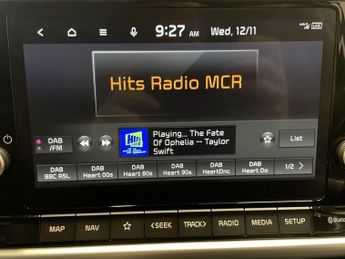 9:27 AM Wed, 12/11
Hits Radio MCR
DAB
/FM
Playing... The Fate
Of Ophelia -- Taylor
Swift
List
DAB
BBC R5L
DAB
Heart 00s
DAB
Heart 80s
DAB
Heart 90s
DAB
HeartDnc
DAB
Heart Do
1/2 >
MAP NAV <SEEK TRACK> RADIO MEDIA SETUP